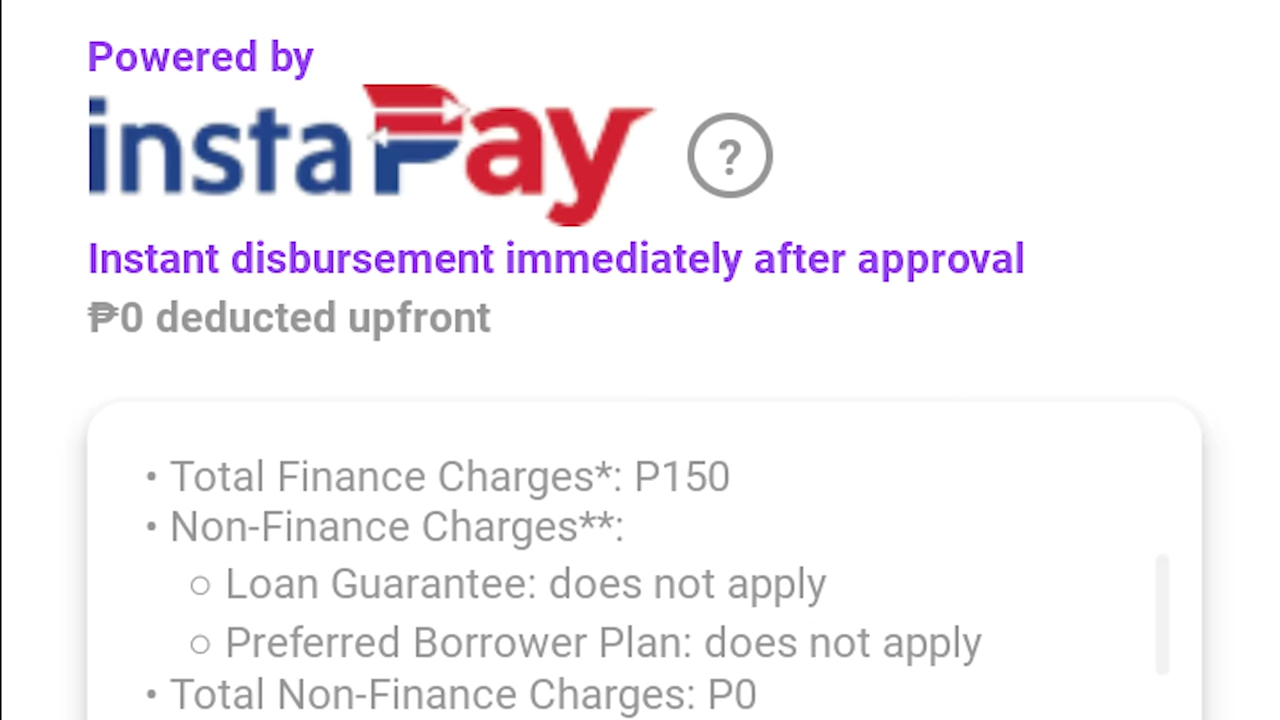 Powered by
instaPay
?
Instant disbursement immediately after approval
₱0 deducted upfront
• Total Finance Charges*: P150
• Non-Finance Charges**:
○ Loan Guarantee: does not apply
○ Preferred Borrower Plan: does not apply
• Total Non-Finance Charges: P0